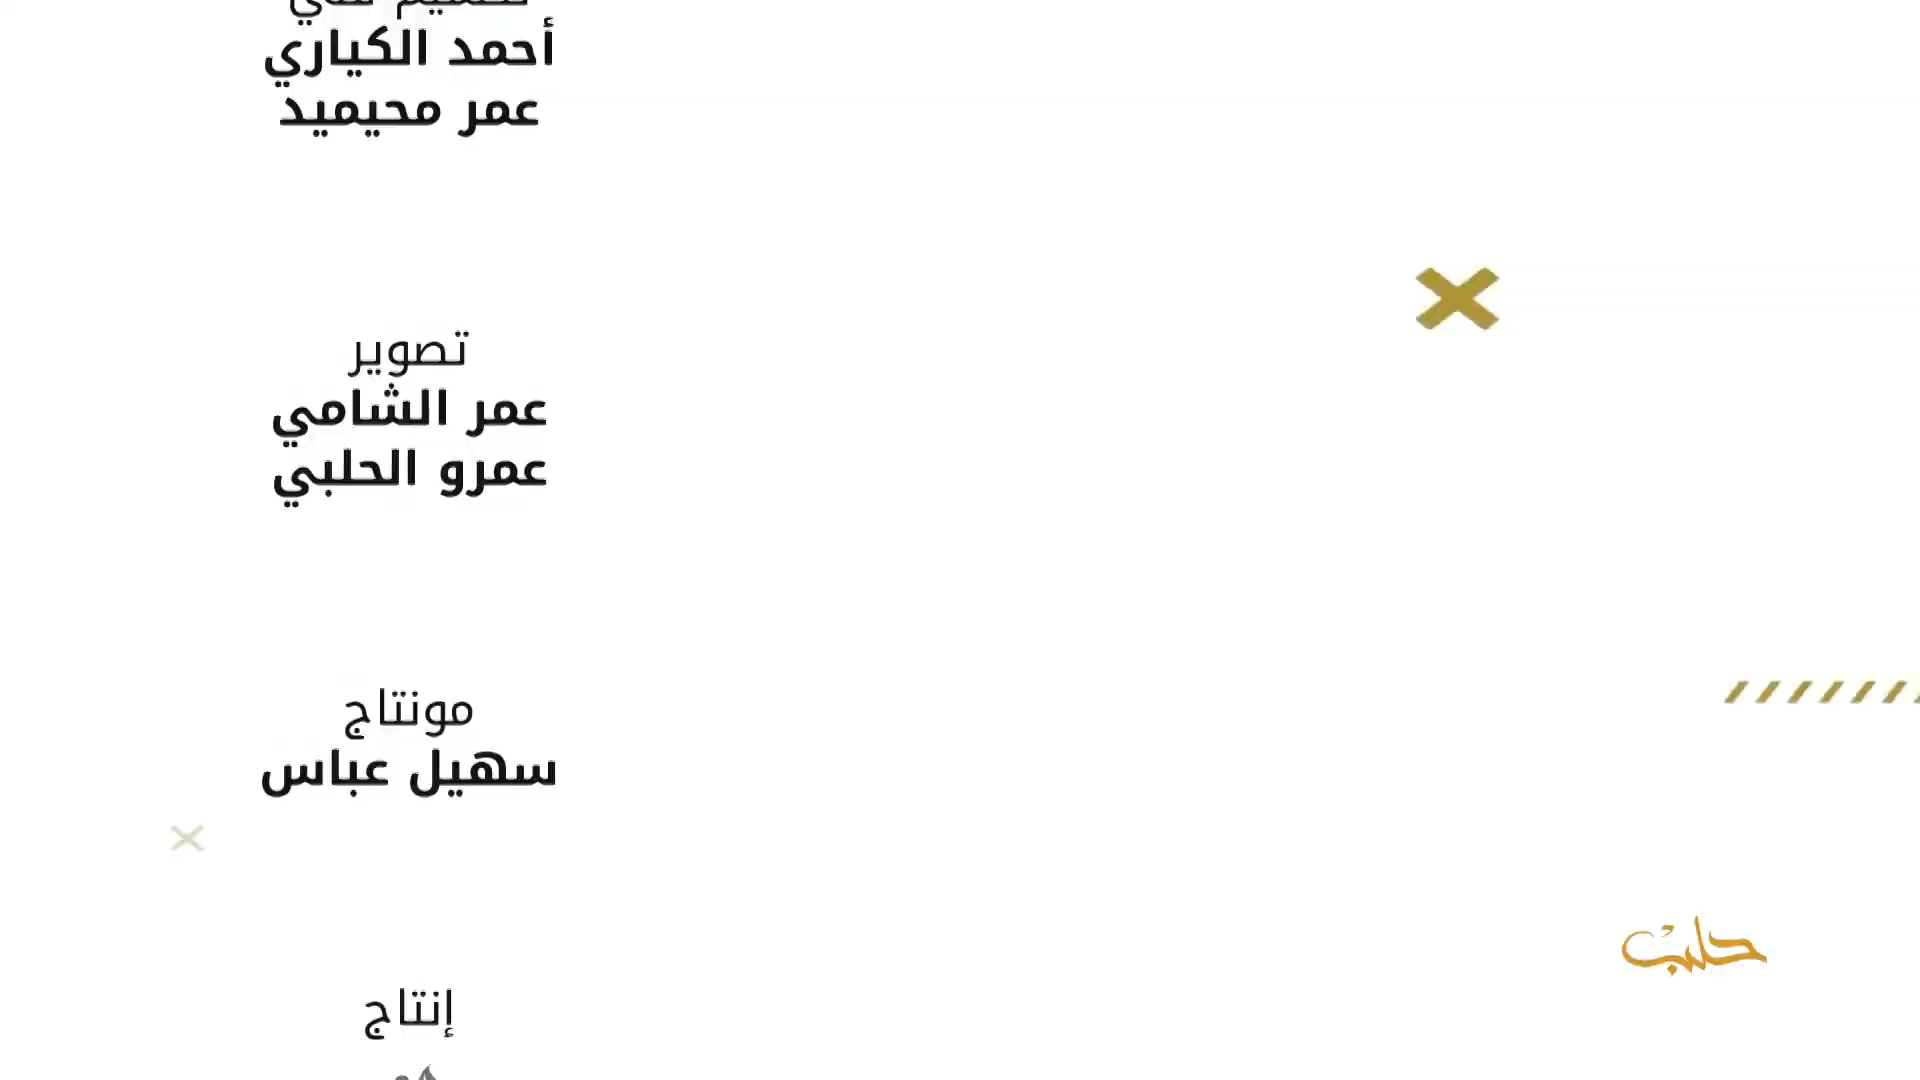 أحمد الكياري
عمر محيميد
تصوير
عمر الشامي
عمرو الحلبي
مونتاج
سهيل عباس
حلب
إنتاج